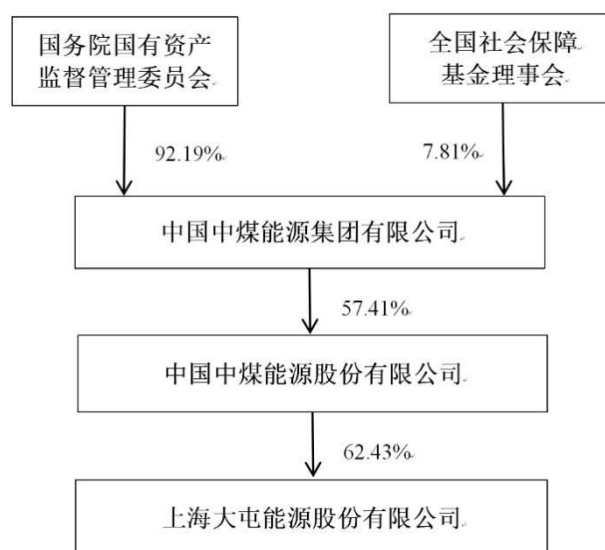 国务院国有资产
监督管理委员会
全国社会保障
基金理事会
92.19%
7.81%
中国中煤能源集团有限公司
57.41%
中国中煤能源股份有限公司
62.43%
上海大屯能源股份有限公司